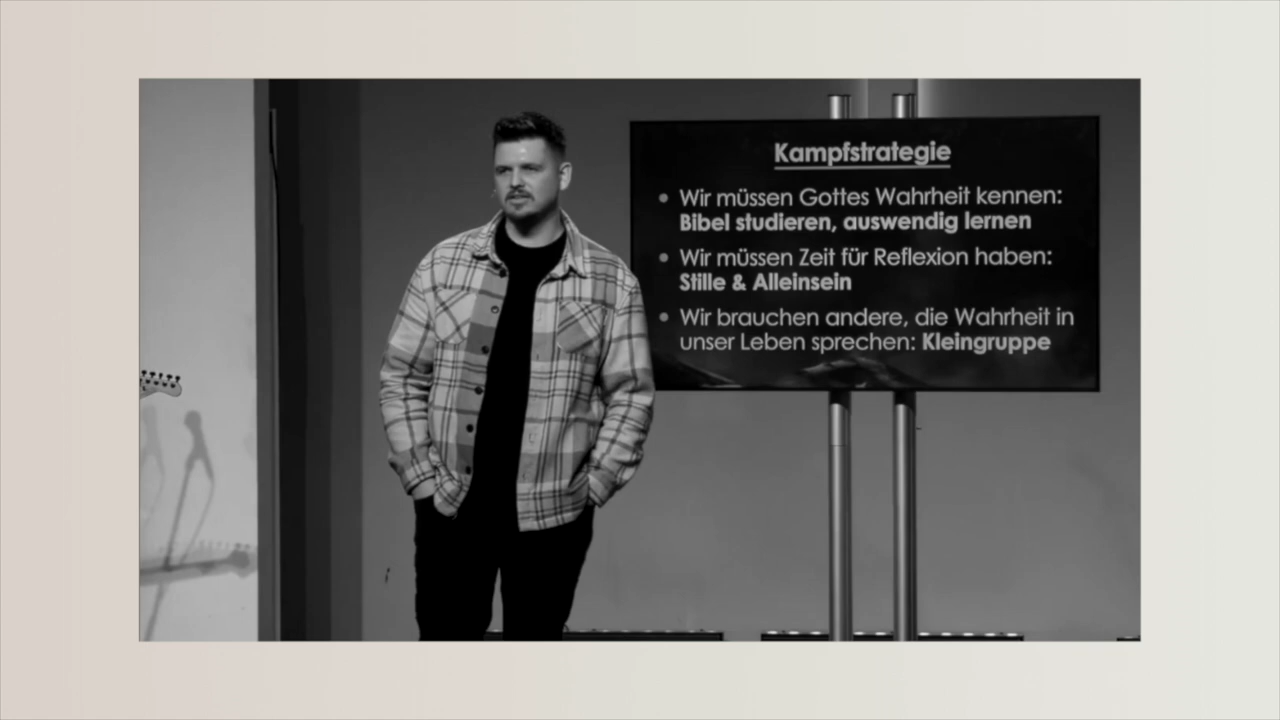 Kampfstrategie
Wir müssen Gottes Wahrheit kennen:
Bibel studieren, auswendig lernen
Wir müssen Zeit für Reflexion haben:
Stille & Alleinsein
Wir brauchen andere, die Wahrheit in
unser Leben sprechen: Kleingruppe